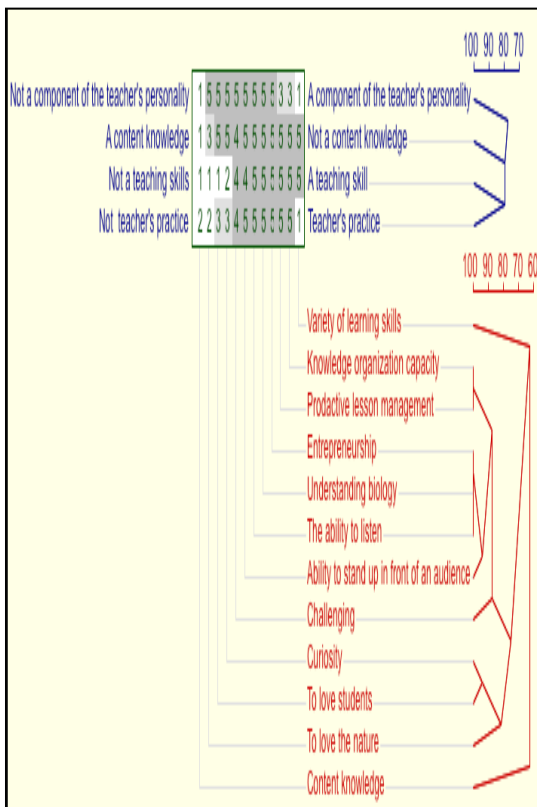 100 90 80 70
Not a component of the teacher's personality 1 5 5 5 5 5 5 5 5 3 3 1 A component of the teacher's personality
A content knowledge 1 3 5 5 4 5 5 5 5 5 5 5 Not a content knowledge
Not a teaching skills 1 1 1 2 4 4 5 5 5 5 5 5 A teaching skill
Not teacher's practice 2 2 3 3 4 5 5 5 5 5 5 1 Teacher's practice
100 90 80 70 60
Variety of learning skills
Knowledge organization capacity
Prodactive lesson management
Entrepreneurship
Understanding biology
The ability to listen
Ability to stand up in front of an audience
Challenging
Curiosity
To love students
To love the nature
Content knowledge